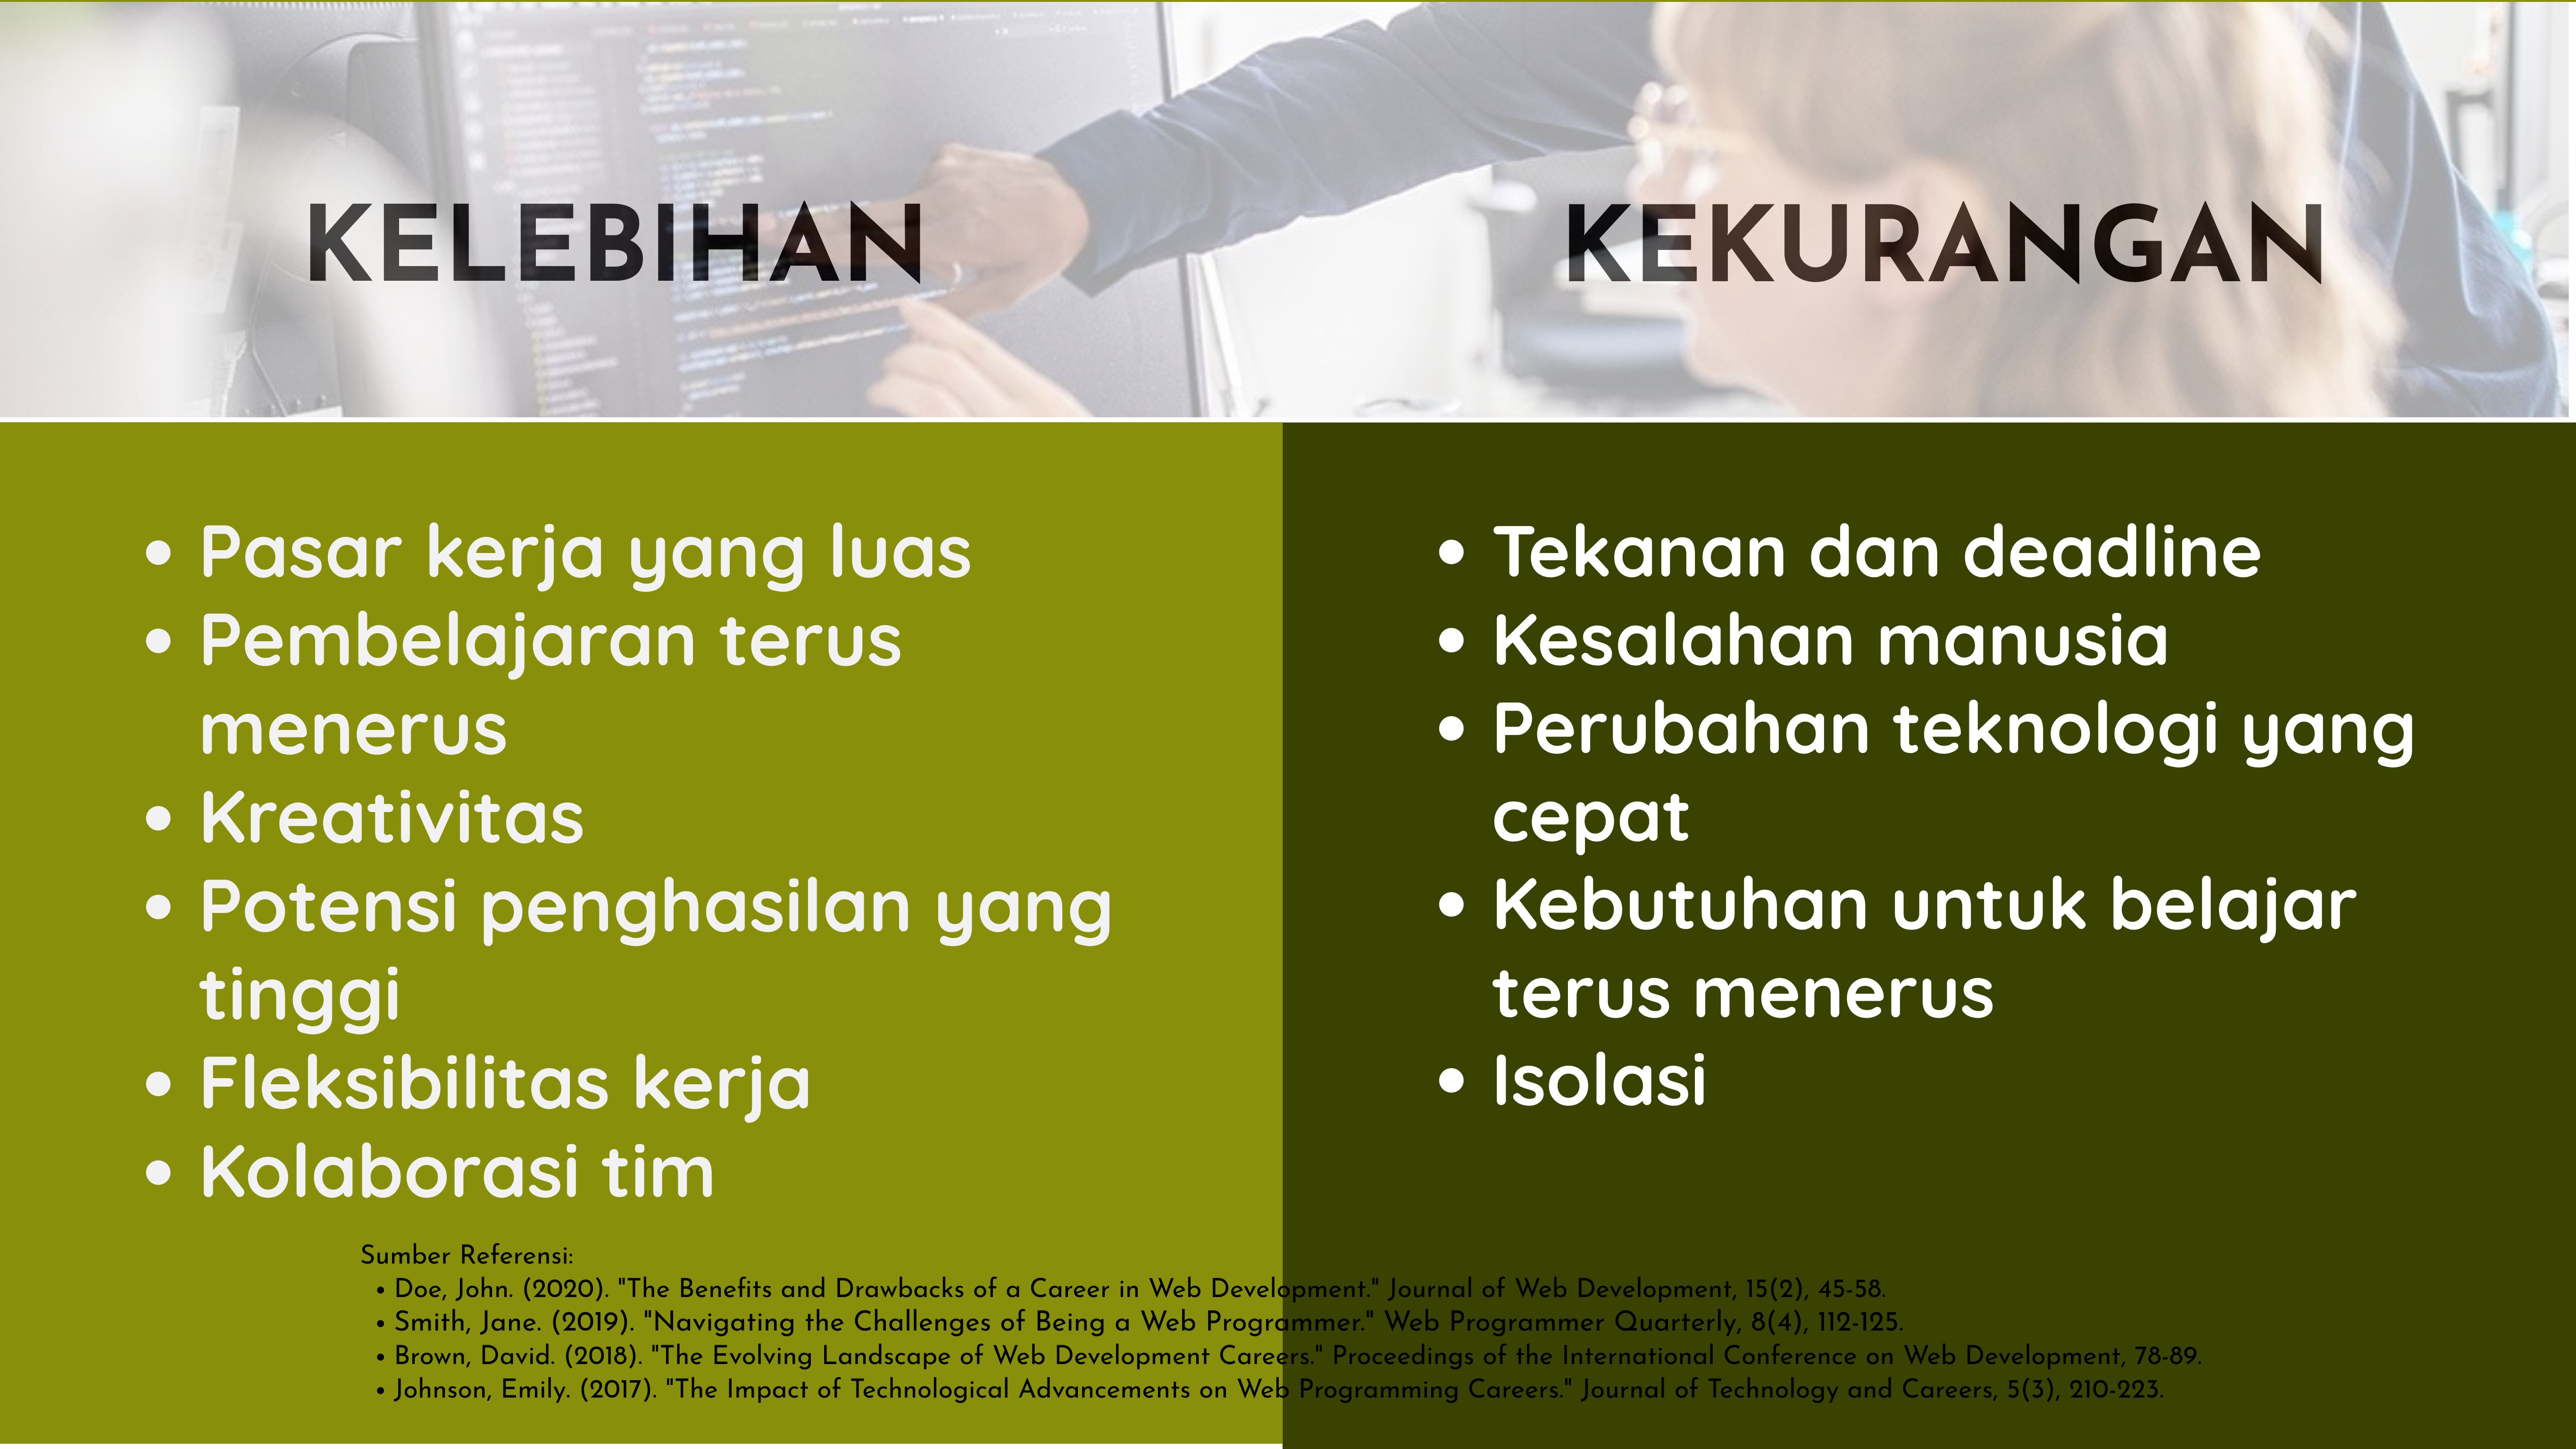 KELEBIHAN
KEKURANGAN
• Pasar kerja yang luas
• Pembelajaran terus
menerus
• Kreativitas
• Potensi penghasilan yang
tinggi
• Fleksibilitas kerja
• Kolaborasi tim
• Tekanan dan deadline
• Kesalahan manusia
• Perubahan teknologi yang
cepat
• Kebutuhan untuk belajar
terus menerus
• Isolasi
Sumber Referensi:
• Doe, John. (2020). "The Benefits and Drawbacks of a Career in Web Development." Journal of Web Development, 15(2), 45-58.
• Smith, Jane. (2019). "Navigating the Challenges of Being a Web Programmer." Web Programmer Quarterly, 8(4), 112-125.
• Brown, David. (2018). "The Evolving Landscape of Web Development Careers." Proceedings of the International Conference on Web Development, 78-89.
• Johnson, Emily. (2017). "The Impact of Technological Advancements on Web Programming Careers." Journal of Technology and Careers, 5(3), 210-223.